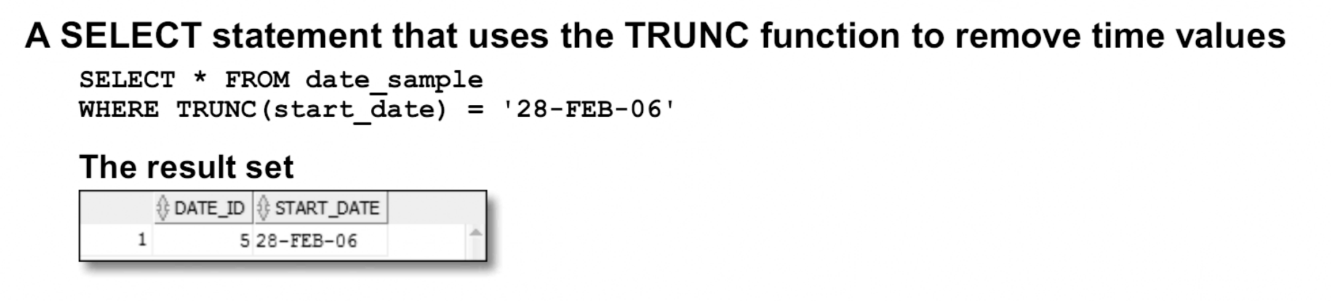 A SELECT statement that uses the TRUNC function to remove time values
SELECT * FROM date_sample
WHERE TRUNC(start_date) = '28-FEB-06'
The result set
DATE_ID START_DATE
1 5 28-FEB-06